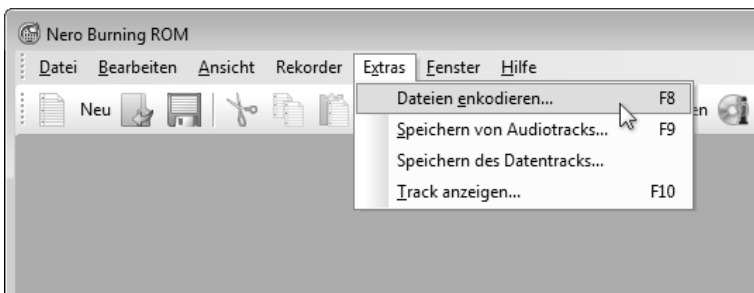 Nero Burning ROM
Datei Bearbeiten Ansicht Rekorder Extras Fenster Hilfe
Neu
Dateien enkodieren... F8
Speichern von Audiotracks... F9
Speichern des Datentracks...
Track anzeigen... F10